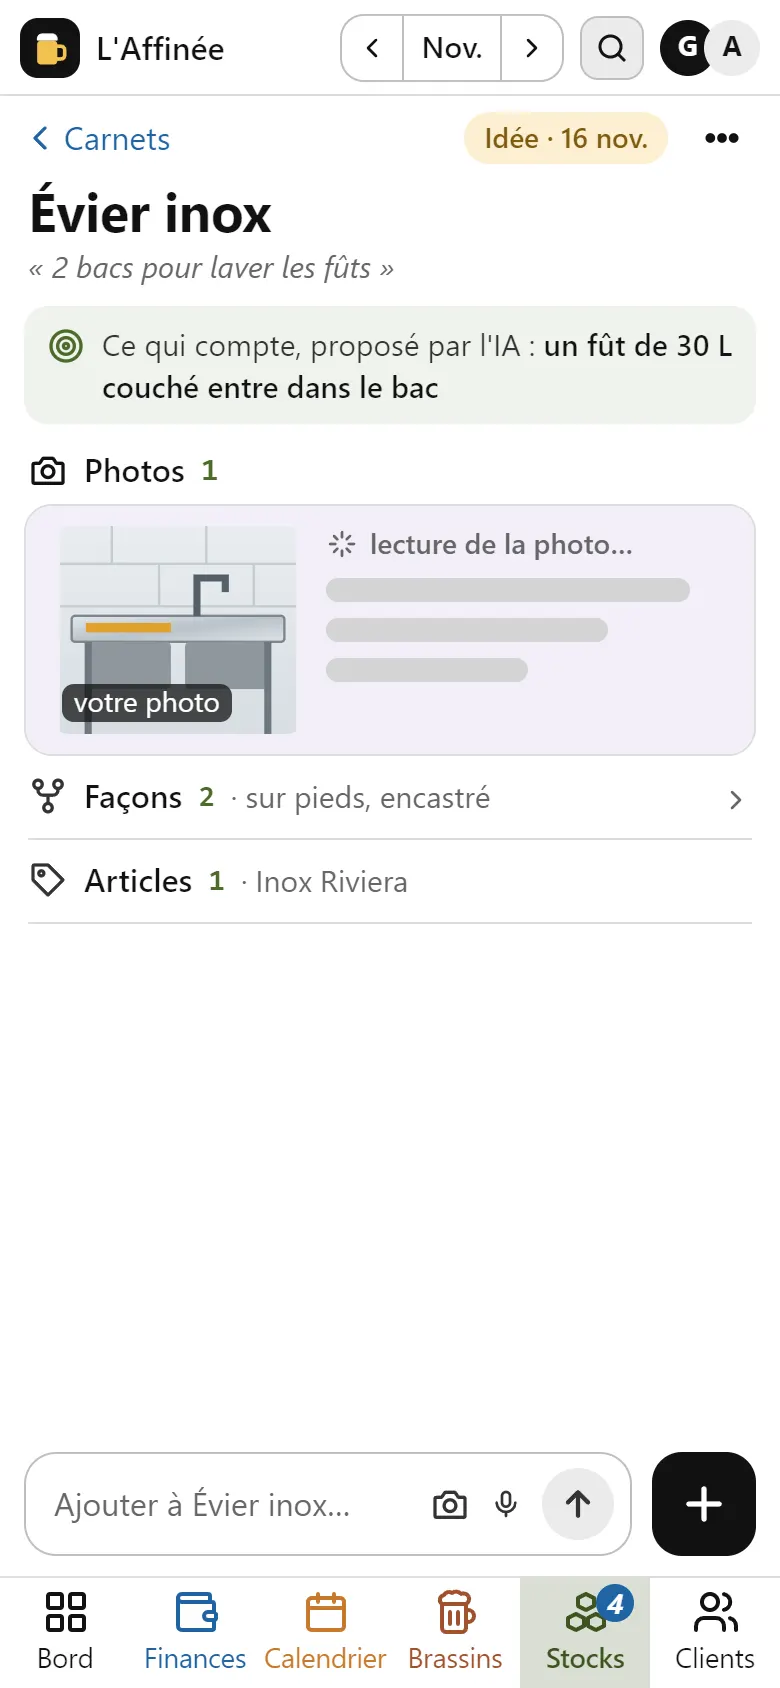 L'Affinée
Nov.
G
A
Carnets
Idée · 16 nov.
Évier inox
« 2 bacs pour laver les fûts »
Ce qui compte, proposé par l'IA : un fût de 30 L
couché entre dans le bac
Photos 1
lecture de la photo...
votre photo
Façons 2 · sur pieds, encastré
Articles 1 · Inox Riviera
Ajouter à Évier inox...
4
Bord
Finances
Calendrier
Brassins
Stocks
Clients